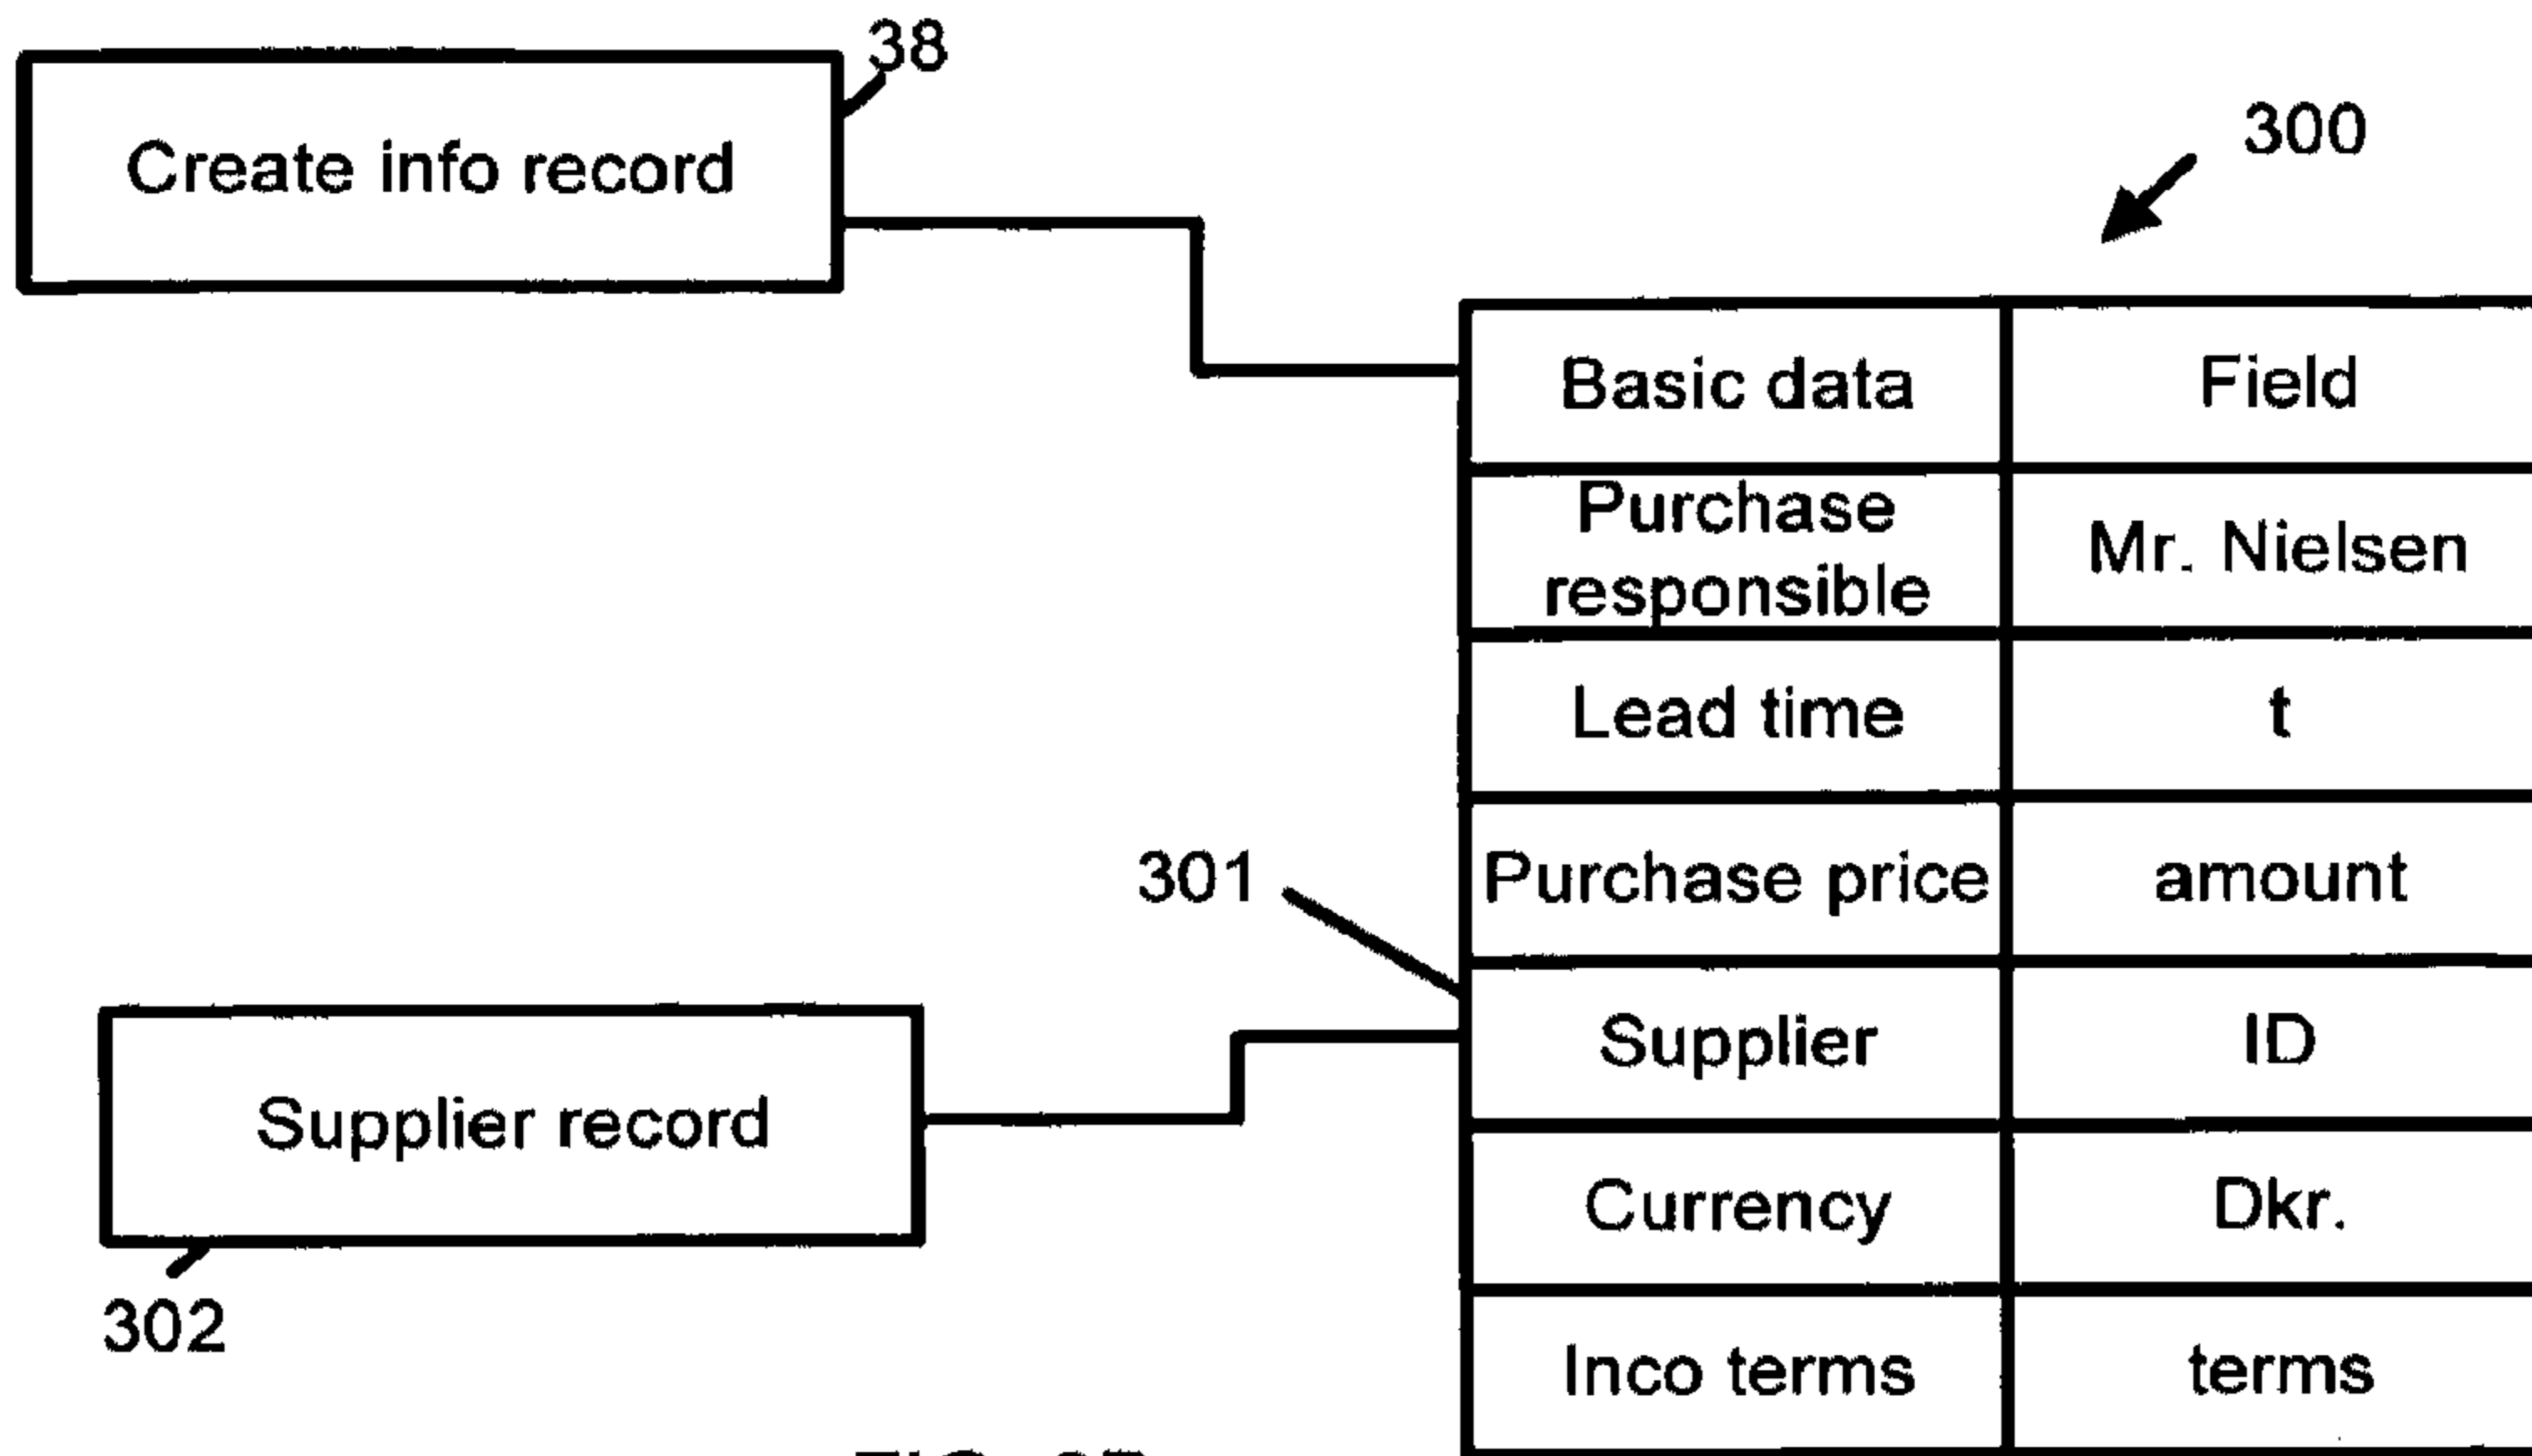 38
Create info record
300
Basic data Field
Purchase
responsible
Mr. Nielsen
Lead time t
301
Purchase price amount
Supplier ID
Supplier record
Currency Dkr.
302
Inco terms terms